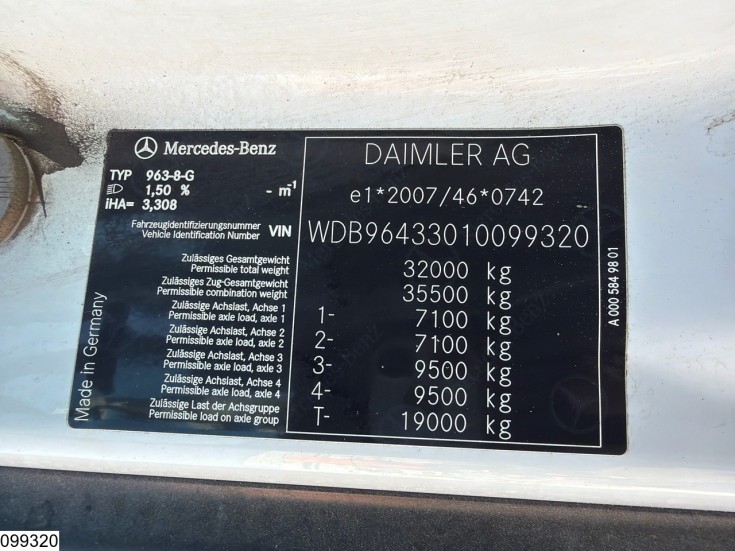 Mercedes-Benz
TYP 963-8-G
1,50 % - m⁻¹
iHA= 3,308
Fahrzeugidentifizierungsnummer
Vehicle Identification Number VIN
Zulässiges Gesamtgewicht
Permissible total weight
Zulässiges Zug-Gesamtgewicht
Permissible combination weight
Zulässige Achslast, Achse 1
Permissible axle load, axle 1
Zulässige Achslast, Achse 2
Permissible axle load, axle 2
Zulässige Achslast, Achse 3
Permissible axle load, axle 3
Zulässige Achslast, Achse 4
Permissible axle load, axle 4
Zulässige Last der Achsgruppe
Permissible load on axle group
Made in Germany
DAIMLER AG
e1*2007/46*0742
WDB96433010099320
32000 kg
35500 kg
1- 7100 kg
2- 7100 kg
3- 9500 kg
4- 9500 kg
T- 19000 kg
A 000 584 98 01
099320